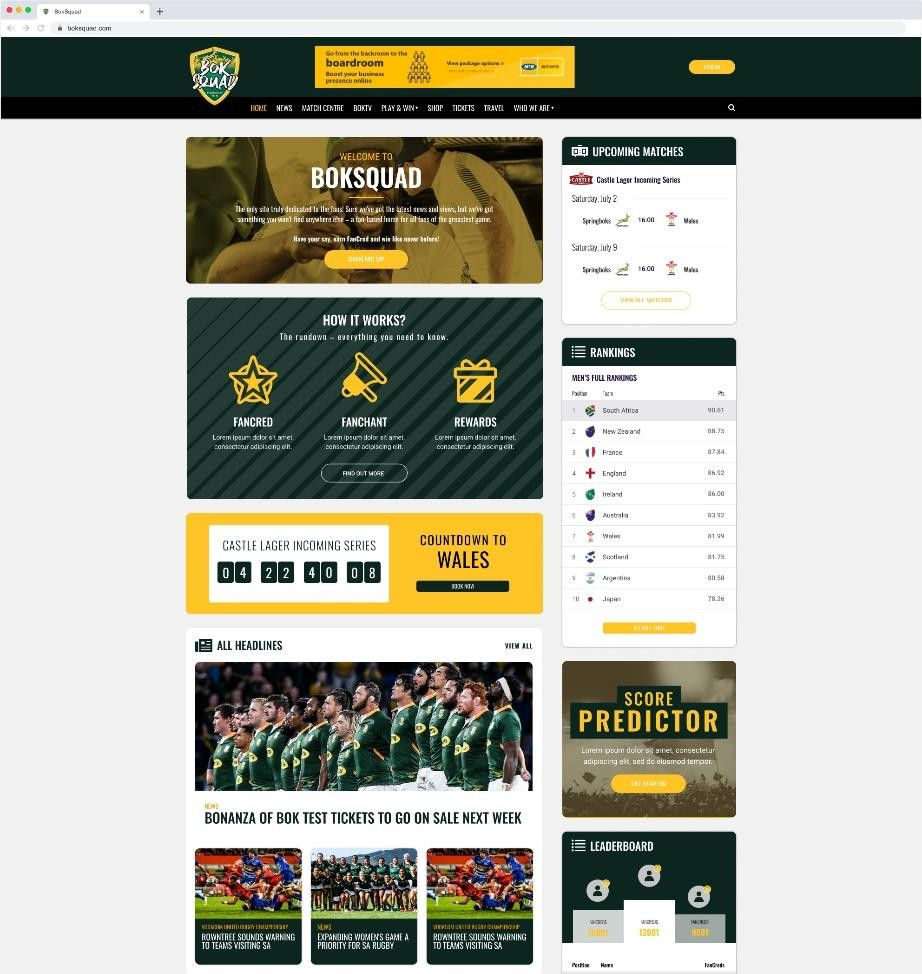 BokSquad
boksquad.com
BOK
SQUAD
Go from the backroom to the
boardroom
Boost your business
presence online
View package options
MTN BUSINESS
LOGIN
HOME NEWS MATCH CENTRE BOKTV PLAY & WIN SHOP TICKETS TRAVEL WHO WE ARE
WELCOME TO
BOKSQUAD
The only site truly dedicated to the fans! Sure we've got the latest news and views, but we've got
something you won't find anywhere else – a fan-based home for all fans of the greatest game.
Have your say, earn FanCred and win like never before!
SIGN ME UP
HOW IT WORKS?
The rundown – everything you need to know.
FANCRED FANCHANT REWARDS
Lorem ipsum dolor sit amet, Lorem ipsum dolor sit amet, Lorem ipsum dolor sit amet,
consectetur adipiscing elit. consectetur adipiscing elit. consectetur adipiscing elit.
FIND OUT MORE
CASTLE LAGER INCOMING SERIES
04 22 40 08
COUNTDOWN TO
WALES
BOOK NOW
ALL HEADLINES VIEW ALL
NEWS
BONANZA OF BOK TEST TICKETS TO GO ON SALE NEXT WEEK
VODACOM UNITED RUGBY CHAMPIONSHIP
ROWNTREE SOUNDS WARNING
TO TEAMS VISITING SA
NEWS
EXPANDING WOMEN'S GAME A
PRIORITY FOR SA RUGBY
VODACOM UNITED RUGBY CHAMPIONSHIP
ROWNTREE SOUNDS WARNING
TO TEAMS VISITING SA
UPCOMING MATCHES
CASTLE Castle Lager Incoming Series
Saturday, July 2
Springboks 16:00 Wales
Saturday, July 9
Springboks 16:00 Wales
VIEW ALL MATCHES
RANKINGS
MEN'S FULL RANKINGS
Position Team Pts
1 South Africa 90.61
2 New Zealand 88.75
3 France 87.84
4 England 86.92
5 Ireland 86.00
6 Australia 83.92
7 Wales 81.99
8 Scotland 81.75
9 Argentina 80.58
10 Japan 78.26
SCORE
PREDICTOR
Lorem ipsum dolor sit amet, consectetur
adipiscing elit, sed do eiusmod tempor.
GET STARTED
LEADERBOARD
FANCREDS FANCREDS FANCREDS
12001 9601
Position Name FanCreds